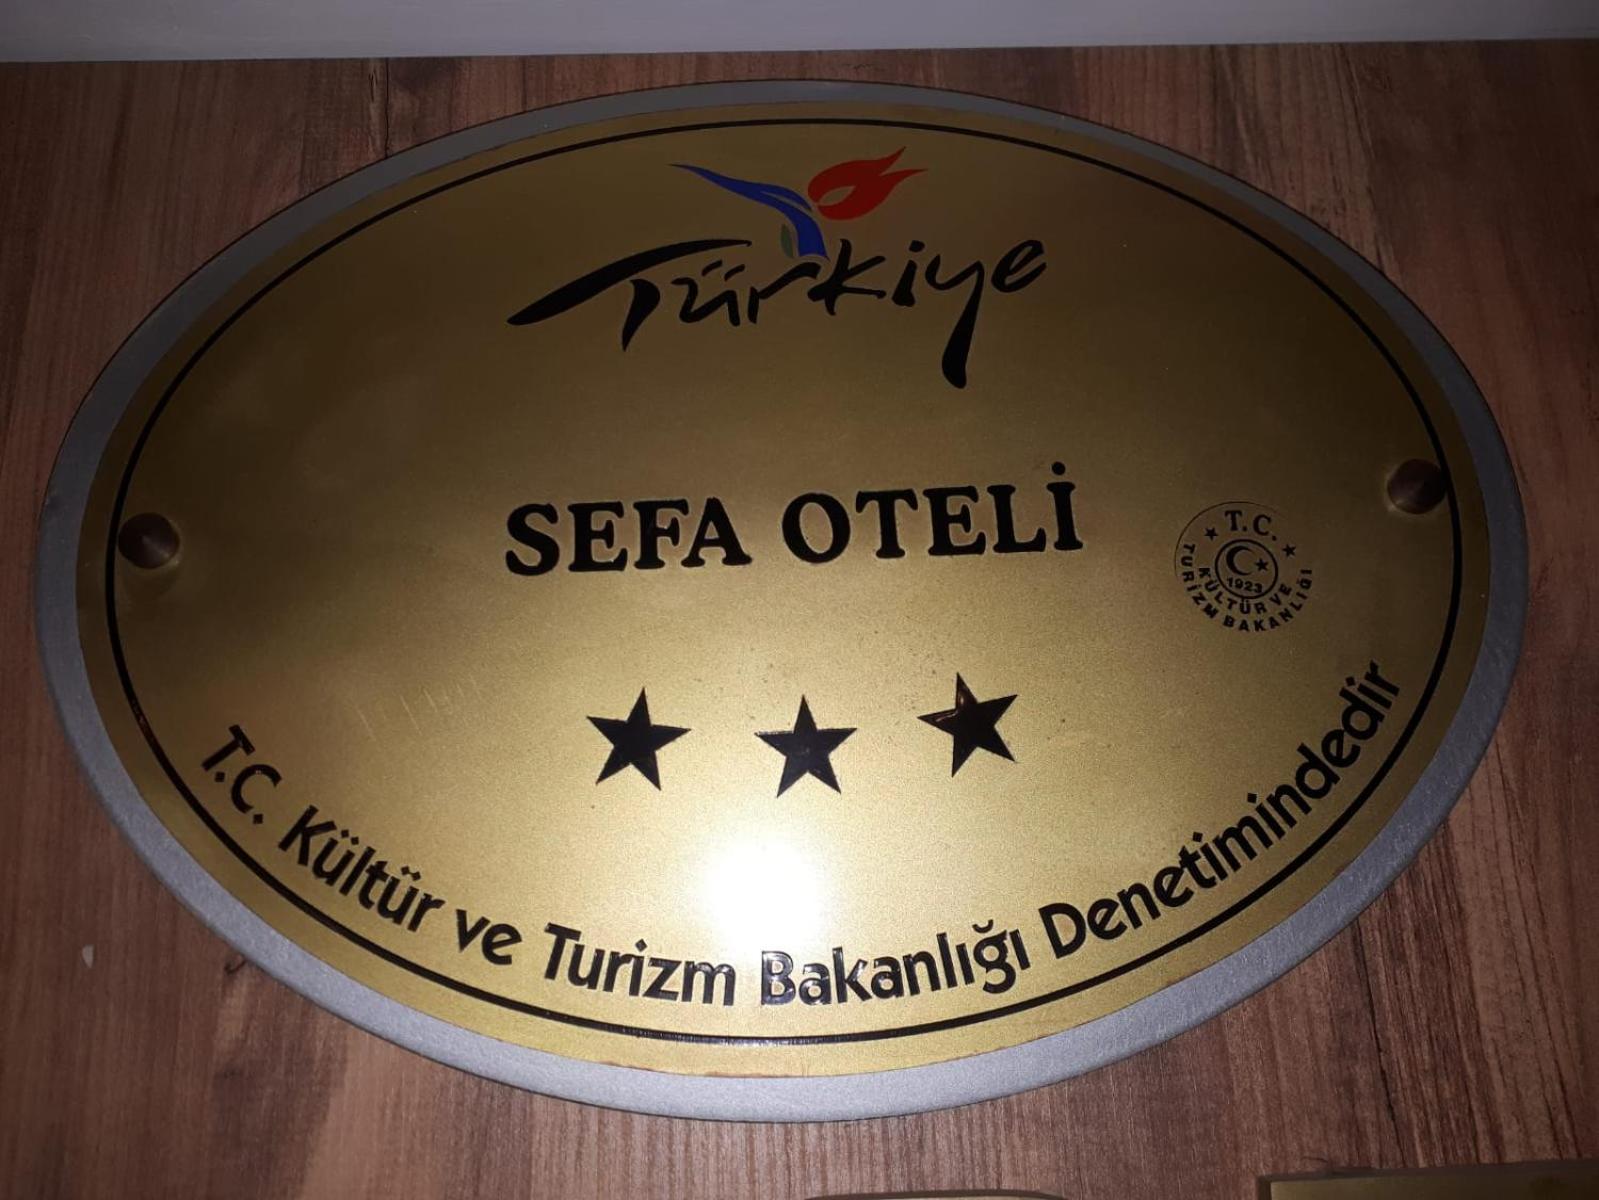 Türkiye
SEFA OTELİ
T.C.
1923
KÜLTÜR VE
TURİZM BAKANLIĞI
T.C. Kültür ve Turizm Bakanlığı Denetimindedir